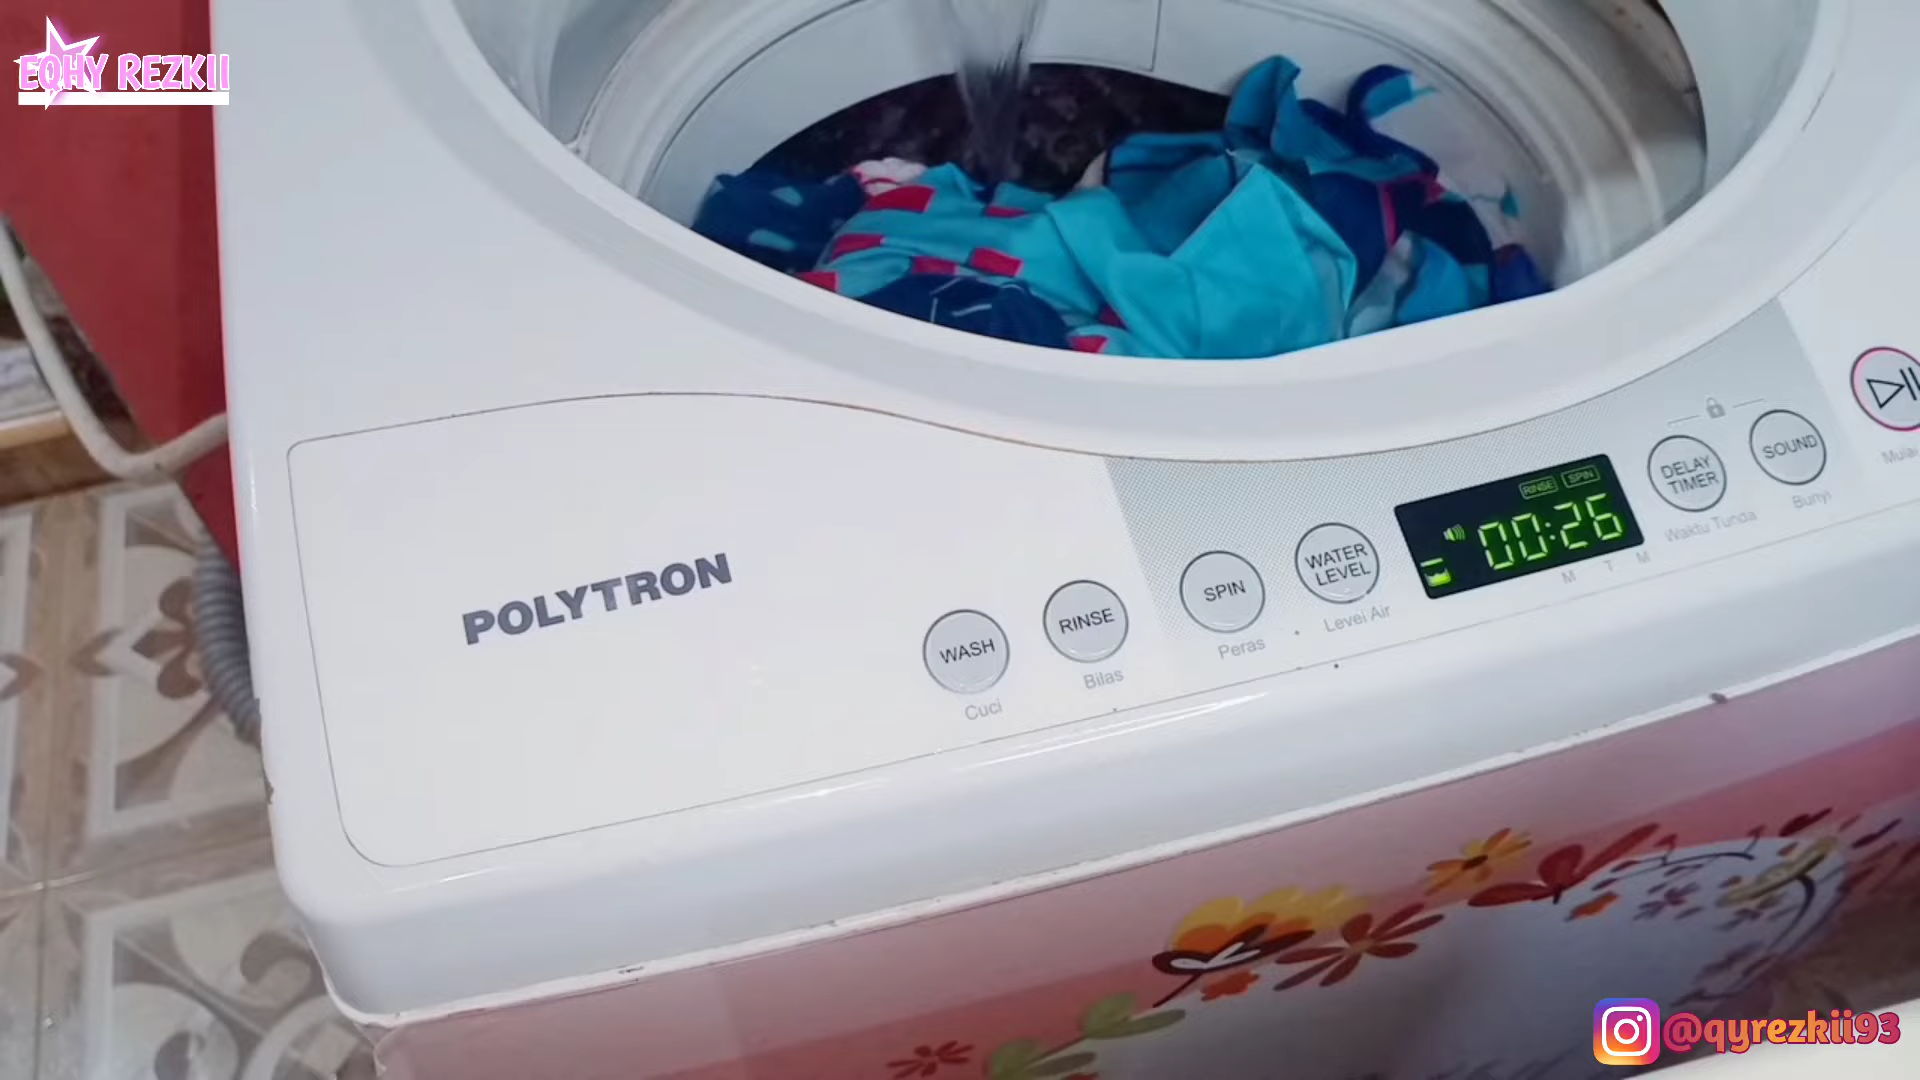 EQHY REZKII
POLYTRON
WASH
Cuci
RINSE
Bilas
SPIN
Peras
WATER
LEVEL
Level Air
RINSE SPIN
00:26
M T M
DELAY
TIMER
Waktu Tunda
SOUND
Bunyi
Mulai
@qyrezkii93